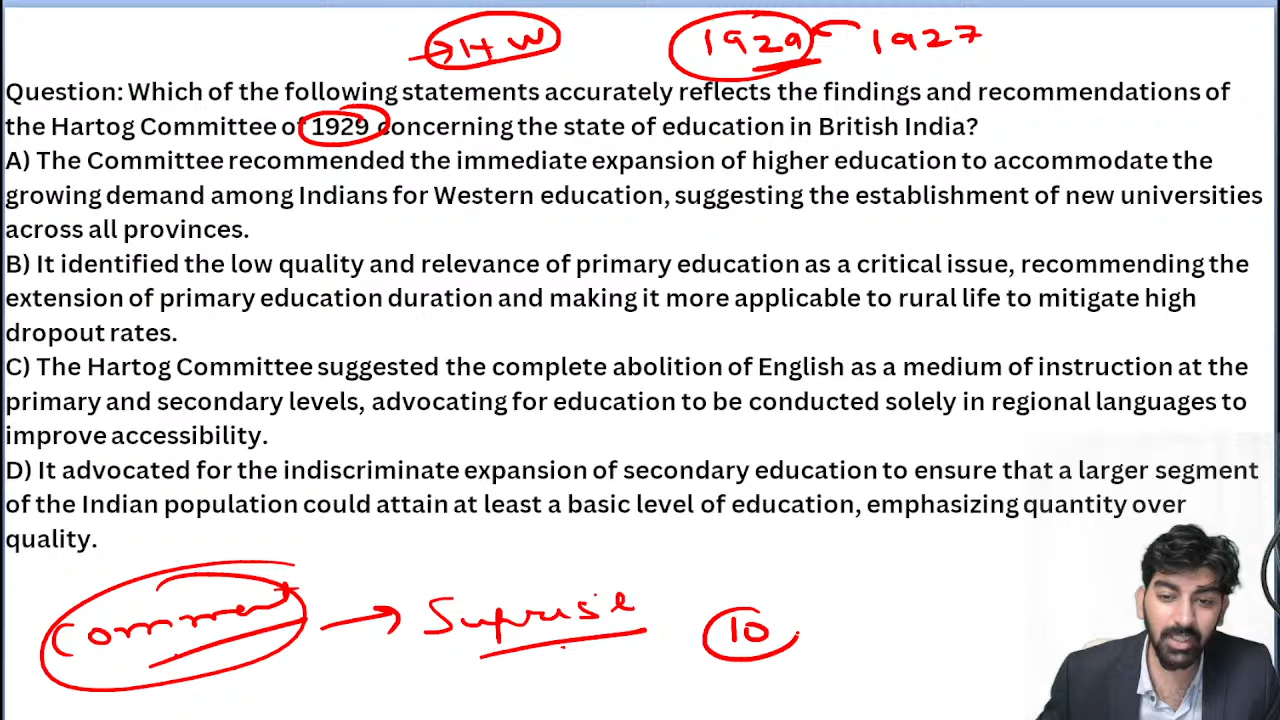 → HW 1929 ← 1927
Question: Which of the following statements accurately reflects the findings and recommendations of
the Hartog Committee of 1929 concerning the state of education in British India?
A) The Committee recommended the immediate expansion of higher education to accommodate the
growing demand among Indians for Western education, suggesting the establishment of new universities
across all provinces.
B) It identified the low quality and relevance of primary education as a critical issue, recommending the
extension of primary education duration and making it more applicable to rural life to mitigate high
dropout rates.
C) The Hartog Committee suggested the complete abolition of English as a medium of instruction at the
primary and secondary levels, advocating for education to be conducted solely in regional languages to
improve accessibility.
D) It advocated for the indiscriminate expansion of secondary education to ensure that a larger segment
of the Indian population could attain at least a basic level of education, emphasizing quantity over
quality.
Comment → Suprise 10